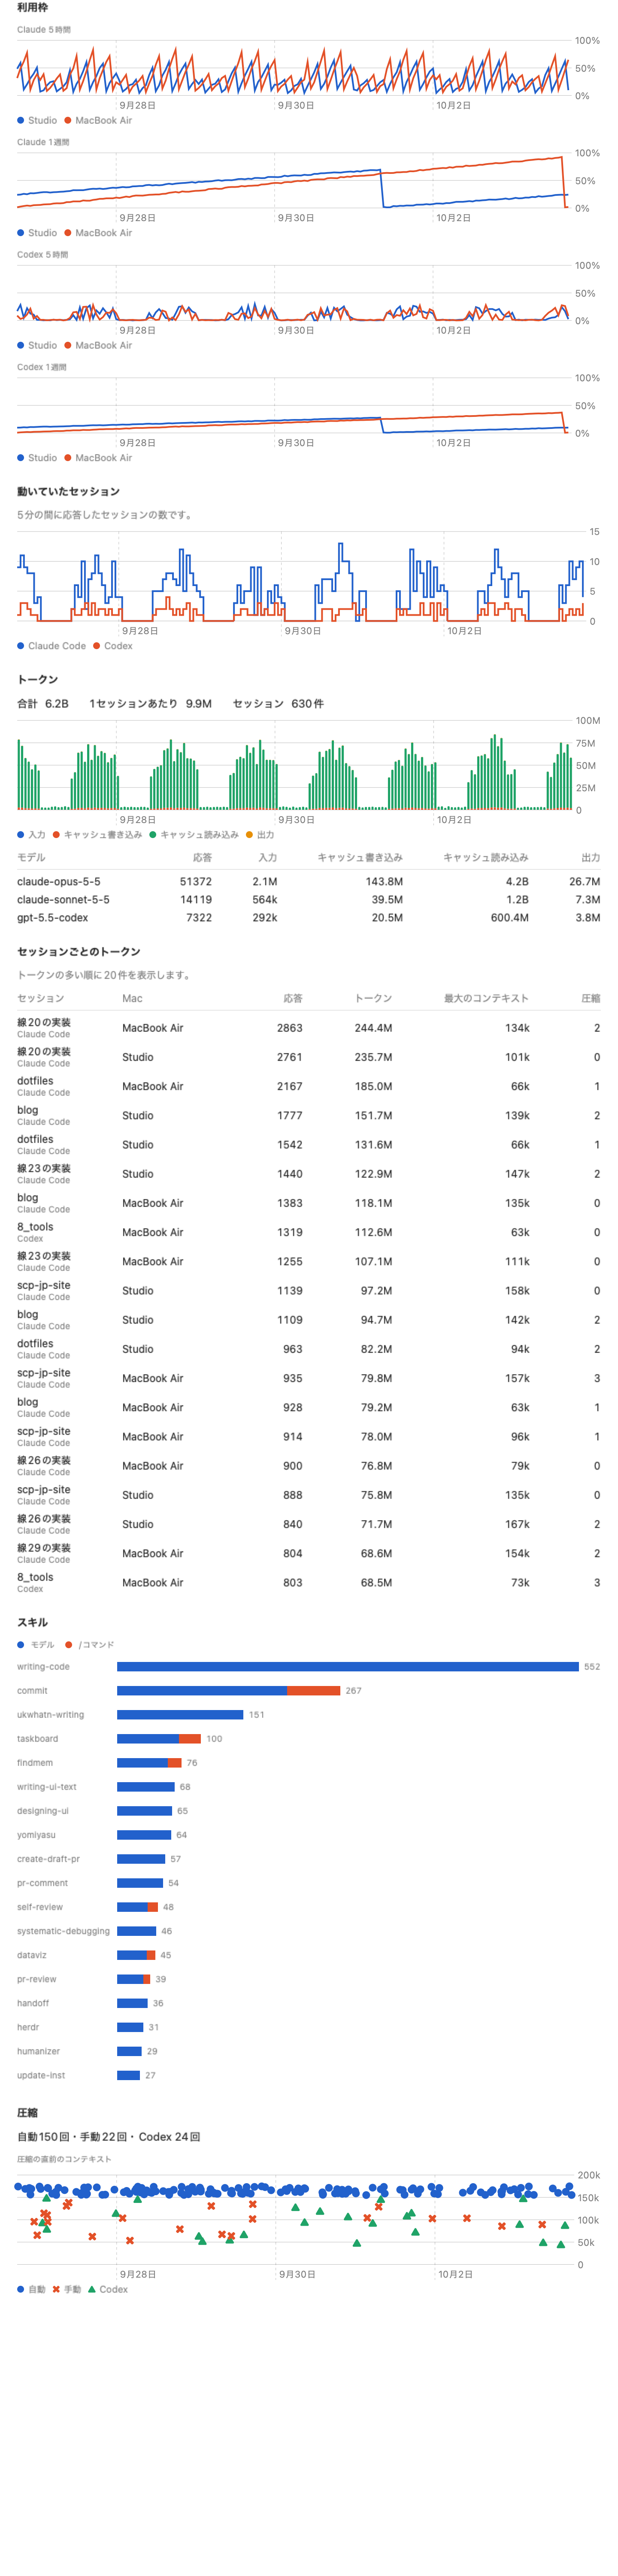 利用枠
Claude 5時間
100%
50%
0%
9月28日 9月30日 10月2日
Studio MacBook Air
Claude 1週間
100%
50%
0%
9月28日 9月30日 10月2日
Studio MacBook Air
Codex 5時間
100%
50%
0%
9月28日 9月30日 10月2日
Studio MacBook Air
Codex 1週間
100%
50%
0%
9月28日 9月30日 10月2日
Studio MacBook Air
動いていたセッション
5分の間に応答したセッションの数です。
15
10
5
0
9月28日 9月30日 10月2日
Claude Code Codex
トークン
合計 6.2B 1セッションあたり 9.9M セッション 630件
100M
75M
50M
25M
0
9月28日 9月30日 10月2日
入力 キャッシュ書き込み キャッシュ読み込み 出力
モデル 応答 入力 キャッシュ書き込み キャッシュ読み込み 出力
claude-opus-5-5 51372 2.1M 143.8M 4.2B 26.7M
claude-sonnet-5-5 14119 564k 39.5M 1.2B 7.3M
gpt-5.5-codex 7322 292k 20.5M 600.4M 3.8M
セッションごとのトークン
トークンの多い順に20件を表示します。
セッション Mac 応答 トークン 最大のコンテキスト 圧縮
線20の実装 MacBook Air 2863 244.4M 134k 2
Claude Code
線20の実装 Studio 2761 235.7M 101k 0
Claude Code
dotfiles MacBook Air 2167 185.0M 66k 1
Claude Code
blog Studio 1777 151.7M 139k 2
Claude Code
dotfiles Studio 1542 131.6M 66k 1
Claude Code
線23の実装 Studio 1440 122.9M 147k 2
Claude Code
blog MacBook Air 1383 118.1M 135k 0
Claude Code
8_tools MacBook Air 1319 112.6M 63k 0
Codex
線23の実装 MacBook Air 1255 107.1M 111k 0
Claude Code
scp-jp-site Studio 1139 97.2M 158k 0
Claude Code
blog Studio 1109 94.7M 142k 2
Claude Code
dotfiles Studio 963 82.2M 94k 2
Claude Code
scp-jp-site MacBook Air 935 79.8M 157k 3
Claude Code
blog MacBook Air 928 79.2M 63k 1
Claude Code
scp-jp-site MacBook Air 914 78.0M 96k 1
Claude Code
線26の実装 MacBook Air 900 76.8M 79k 0
Claude Code
scp-jp-site Studio 888 75.8M 135k 0
Claude Code
線26の実装 Studio 840 71.7M 167k 2
Claude Code
線29の実装 MacBook Air 804 68.6M 154k 2
Claude Code
8_tools MacBook Air 803 68.5M 73k 3
Codex
スキル
モデル /コマンド
writing-code 552
commit 267
ukwhatn-writing 151
taskboard 100
findmem 76
writing-ui-text 68
designing-ui 65
yomiyasu 64
create-draft-pr 57
pr-comment 54
self-review 48
systematic-debugging 46
dataviz 45
pr-review 39
handoff 36
herdr 31
humanizer 29
update-inst 27
圧縮
自動150回・手動22回・Codex 24回
圧縮の直前のコンテキスト
200k
150k
100k
50k
0
9月28日 9月30日 10月2日
自動 手動 Codex